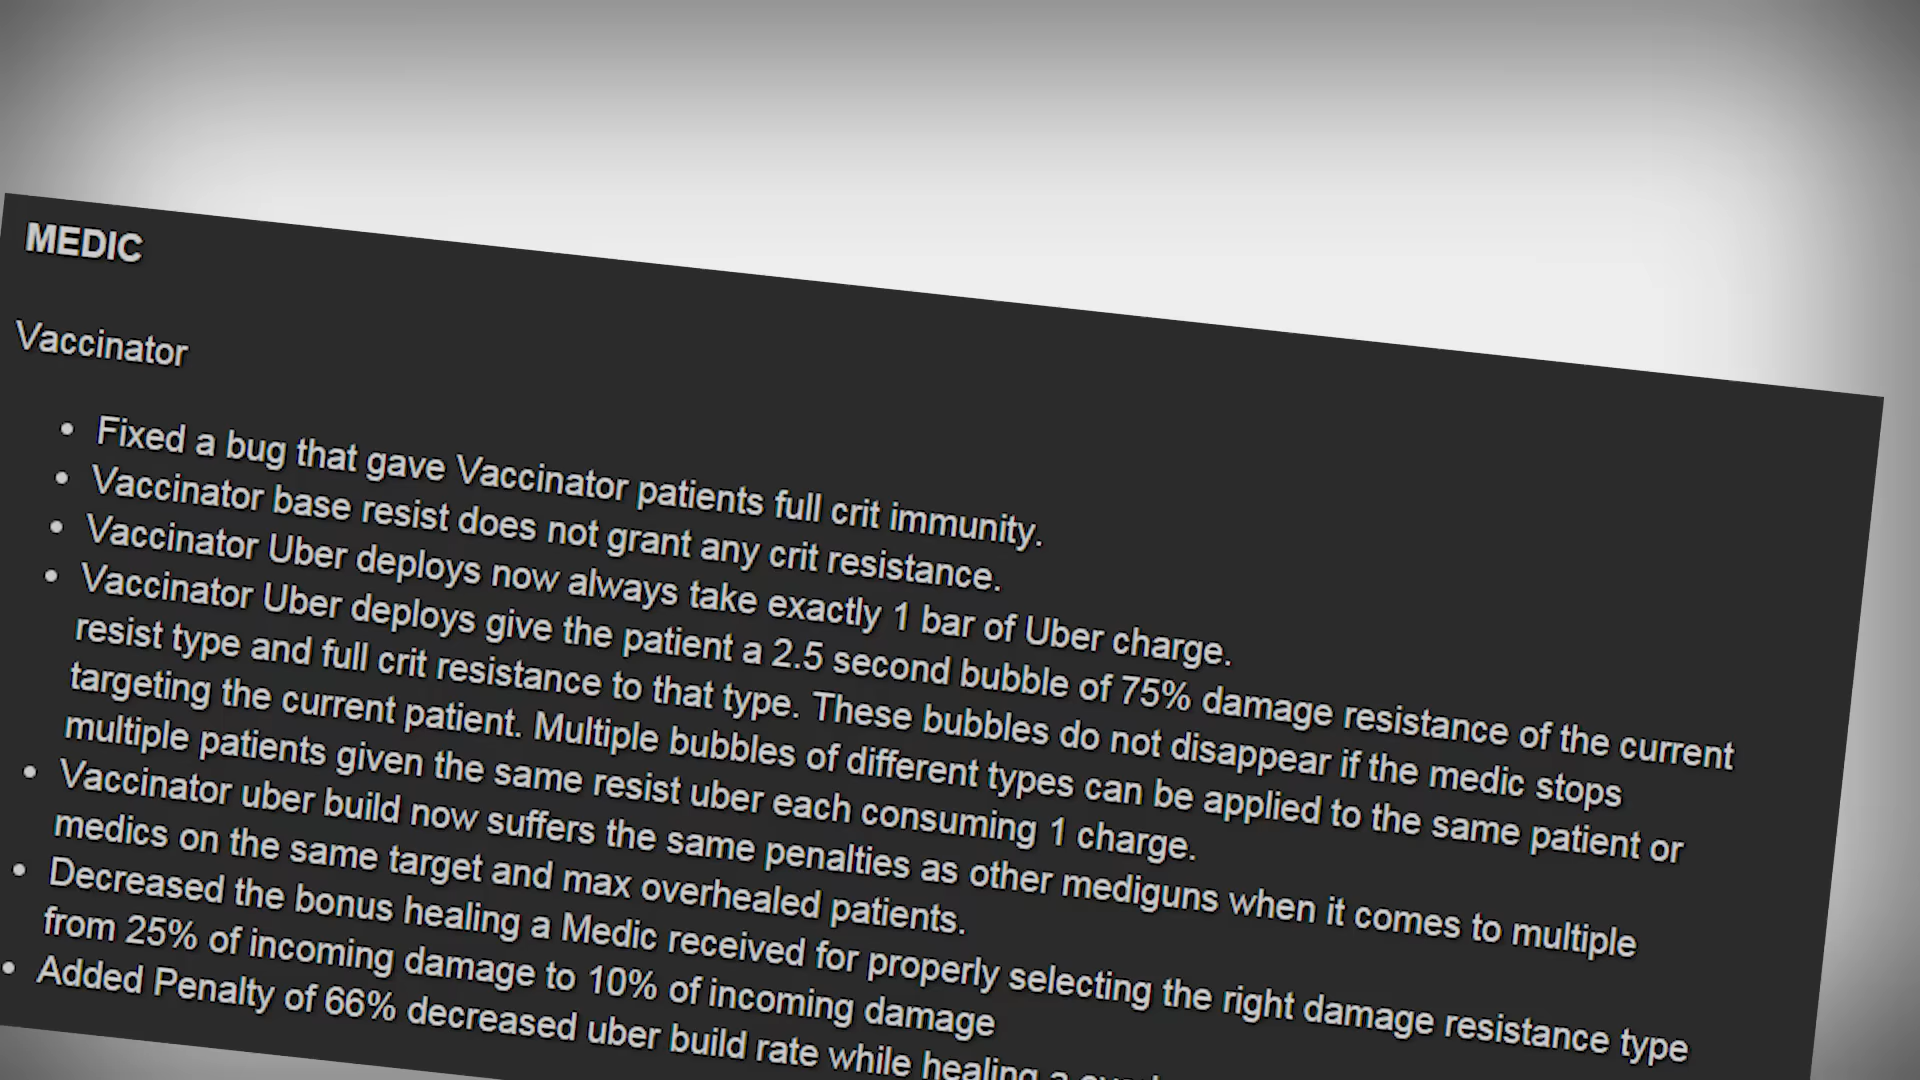 MEDIC
Vaccinator
• Fixed a bug that gave Vaccinator patients full crit immunity.
• Vaccinator base resist does not grant any crit resistance.
• Vaccinator Uber deploys now always take exactly 1 bar of Uber charge.
• Vaccinator Uber deploys give the patient a 2.5 second bubble of 75% damage resistance of the current
resist type and full crit resistance to that type. These bubbles do not disappear if the medic stops
targeting the current patient. Multiple bubbles of different types can be applied to the same patient or
multiple patients given the same resist uber each consuming 1 charge.
• Vaccinator uber build now suffers the same penalties as other mediguns when it comes to multiple
medics on the same target and max overhealed patients.
• Decreased the bonus healing a Medic received for properly selecting the right damage resistance type
from 25% of incoming damage to 10% of incoming damage
• Added Penalty of 66% decreased uber build rate while healing a